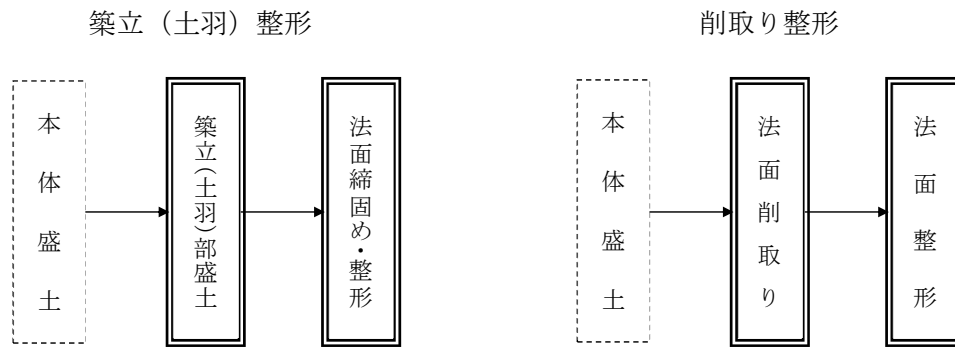 築立（土羽）整形
本体盛土
築立(土羽)部盛土
法面締固め・整形
削取り整形
本体盛土
法面削取り
法面整形